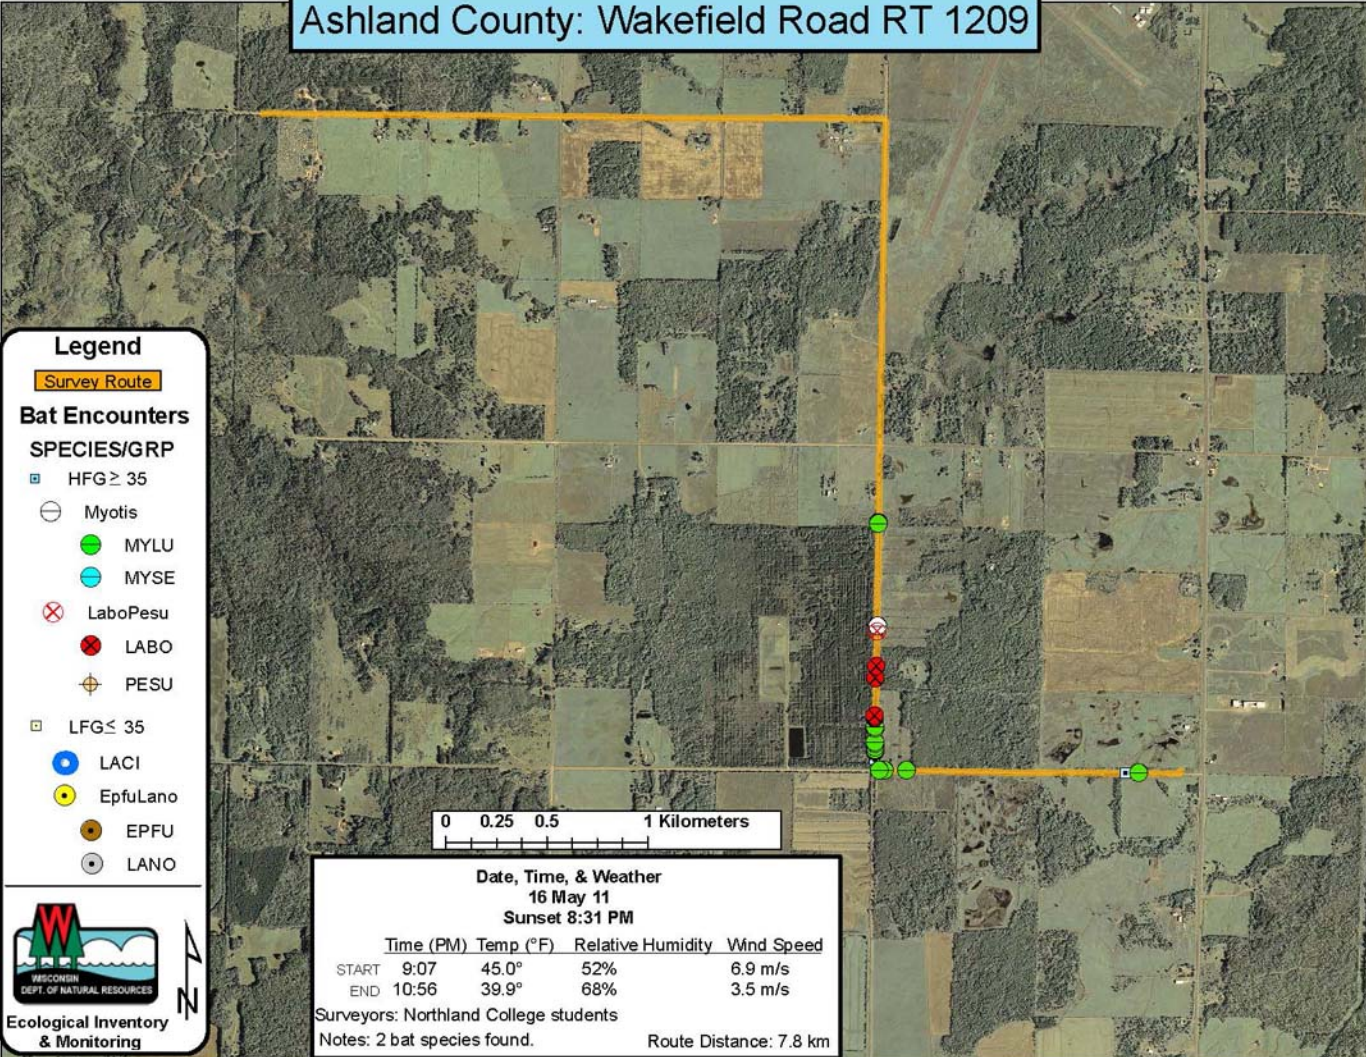 Ashland County: Wakefield Road RT 1209
Legend
Survey Route
Bat Encounters
SPECIES/GRP
HFG ≥ 35
Myotis
MYLU
MYSE
LaboPesu
LABO
PESU
LFG ≤ 35
LACI
EpfuLano
EPFU
LANO
W
WISCONSIN
DEPT. OF NATURAL RESOURCES
N
Ecological Inventory
& Monitoring
0 0.25 0.5 1 Kilometers
Date, Time, & Weather
16 May 11
Sunset 8:31 PM
Time (PM) Temp (°F) Relative Humidity Wind Speed
START 9:07 45.0° 52% 6.9 m/s
END 10:56 39.9° 68% 3.5 m/s
Surveyors: Northland College students
Notes: 2 bat species found. Route Distance: 7.8 km